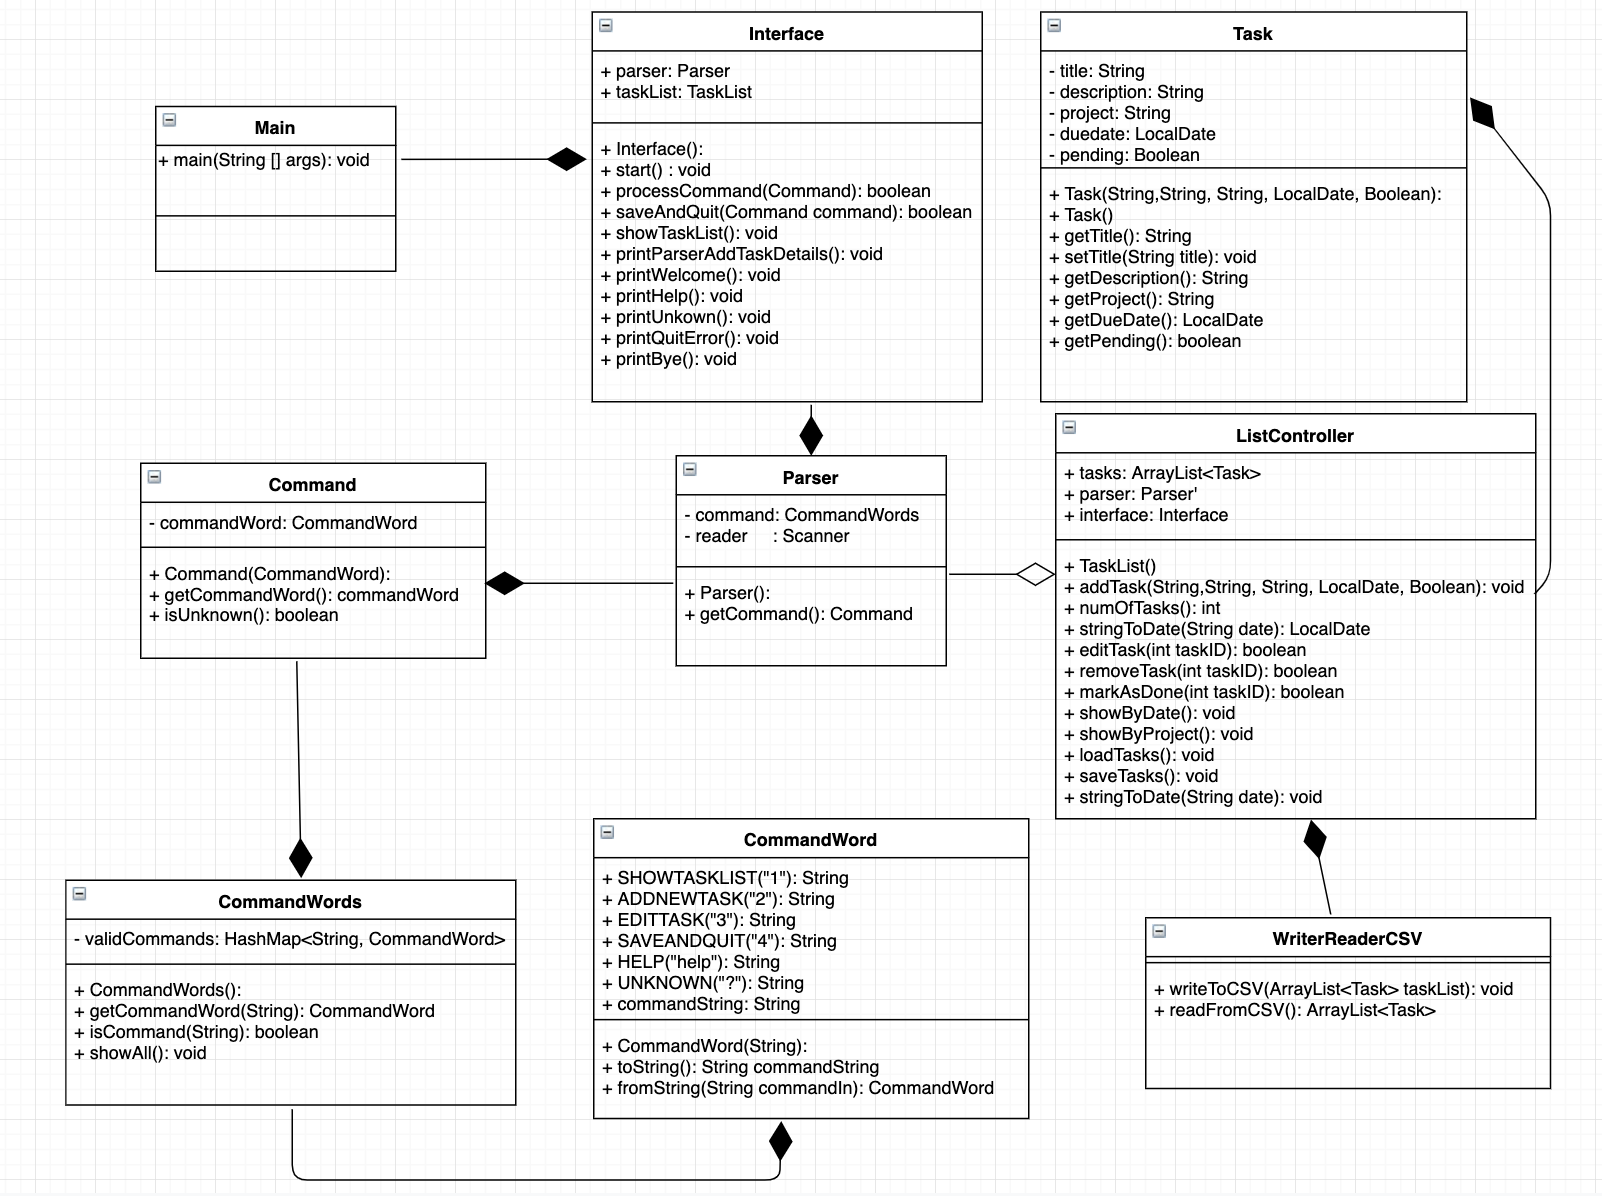 Interface
+ parser: Parser
+ taskList: TaskList
+ Interface():
+ start() : void
+ processCommand(Command): boolean
+ saveAndQuit(Command command): boolean
+ showTaskList(): void
+ printParserAddTaskDetails(): void
+ printWelcome(): void
+ printHelp(): void
+ printUnkown(): void
+ printQuitError(): void
+ printBye(): void
Task
- title: String
- description: String
- project: String
- duedate: LocalDate
- pending: Boolean
+ Task(String,String, String, LocalDate, Boolean):
+ Task()
+ getTitle(): String
+ setTitle(String title): void
+ getDescription(): String
+ getProject(): String
+ getDueDate(): LocalDate
+ getPending(): boolean
Main
+ main(String [] args): void
Command
- commandWord: CommandWord
+ Command(CommandWord):
+ getCommandWord(): commandWord
+ isUnknown(): boolean
Parser
- command: CommandWords
- reader : Scanner
+ Parser():
+ getCommand(): Command
ListController
+ tasks: ArrayList<Task>
+ parser: Parser'
+ interface: Interface
+ TaskList()
+ addTask(String,String, String, LocalDate, Boolean): void
+ numOfTasks(): int
+ stringToDate(String date): LocalDate
+ editTask(int taskID): boolean
+ removeTask(int taskID): boolean
+ markAsDone(int taskID): boolean
+ showByDate(): void
+ showByProject(): void
+ loadTasks(): void
+ saveTasks(): void
+ stringToDate(String date): void
CommandWords
- validCommands: HashMap<String, CommandWord>
+ CommandWords():
+ getCommandWord(String): CommandWord
+ isCommand(String): boolean
+ showAll(): void
CommandWord
+ SHOWTASKLIST("1"): String
+ ADDNEWTASK("2"): String
+ EDITTASK("3"): String
+ SAVEANDQUIT("4"): String
+ HELP("help"): String
+ UNKNOWN("?"): String
+ commandString: String
+ CommandWord(String):
+ toString(): String commandString
+ fromString(String commandIn): CommandWord
WriterReaderCSV
+ writeToCSV(ArrayList<Task> taskList): void
+ readFromCSV(): ArrayList<Task>